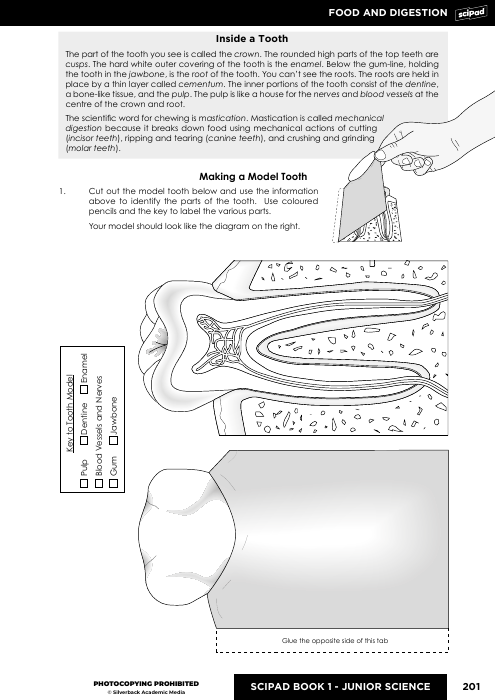 FOOD AND DIGESTION scipad
Inside a Tooth
The part of the tooth you see is called the crown. The rounded high parts of the top teeth are
cusps. The hard white outer covering of the tooth is the enamel. Below the gum-line, holding
the tooth in the jawbone, is the root of the tooth. You can't see the roots. The roots are held in
place by a thin layer called cementum. The inner portions of the tooth consist of the dentine,
a bone-like tissue, and the pulp. The pulp is like a house for the nerves and blood vessels at the
centre of the crown and root.
The scientific word for chewing is mastication. Mastication is called mechanical
digestion because it breaks down food using mechanical actions of cutting
(incisor teeth), ripping and tearing (canine teeth), and crushing and grinding
(molar teeth).
Making a Model Tooth
1. Cut out the model tooth below and use the information
above to identify the parts of the tooth. Use coloured
pencils and the key to label the various parts.
Your model should look like the diagram on the right.
Key to Tooth Model
Pulp Dentine Enamel
Blood Vessels and Nerves
Gum Jawbone
Glue the opposite side of this tab
PHOTOCOPYING PROHIBITED
© Silverback Academic Media
SCIPAD BOOK 1 - JUNIOR SCIENCE 201